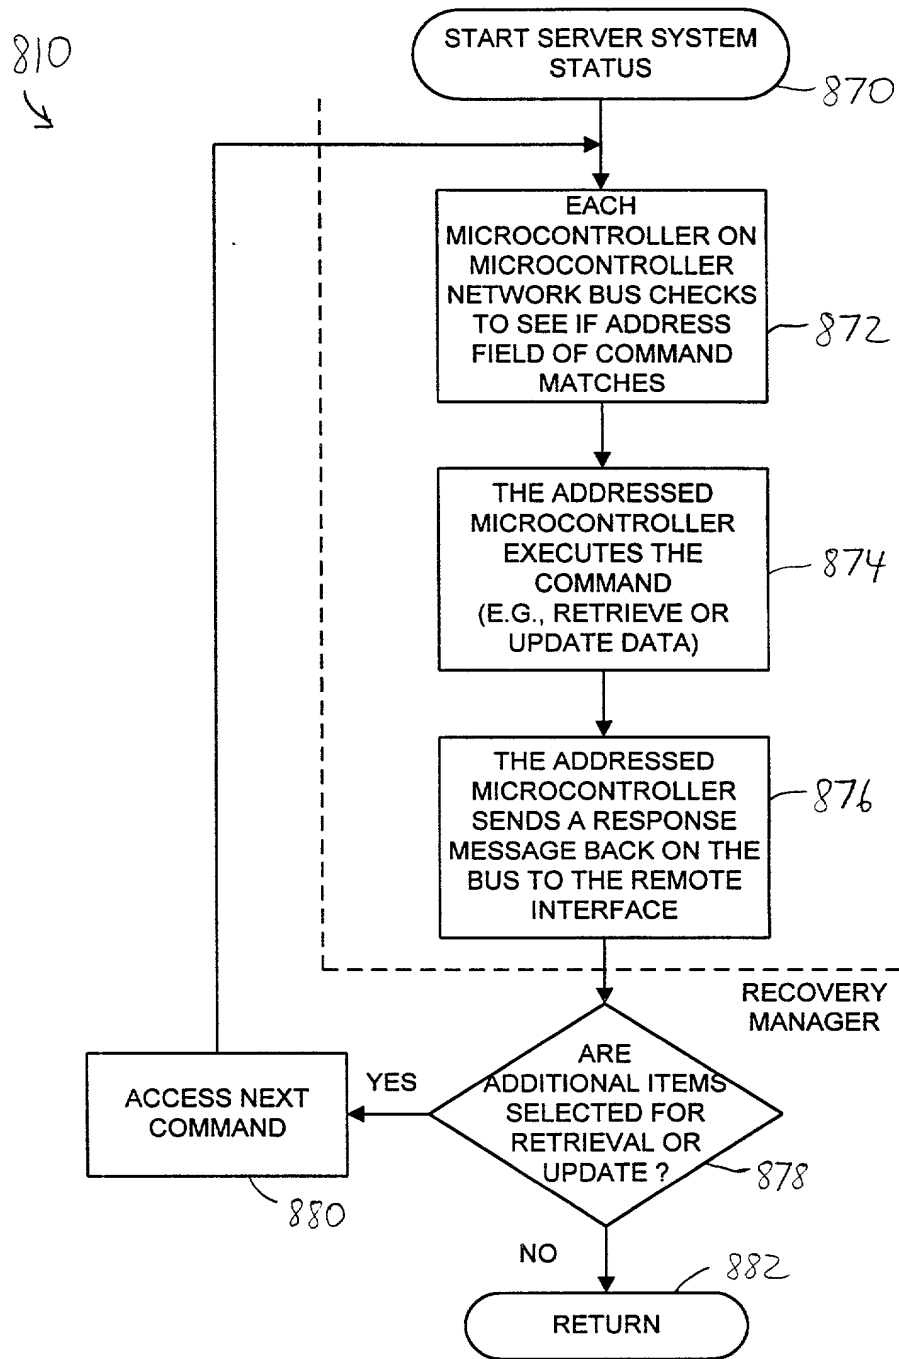 810
START SERVER SYSTEM
STATUS
870
EACH
MICROCONTROLLER ON
MICROCONTROLLER
NETWORK BUS CHECKS
TO SEE IF ADDRESS
FIELD OF COMMAND
MATCHES
872
THE ADDRESSED
MICROCONTROLLER
EXECUTES THE
COMMAND
(E.G., RETRIEVE OR
UPDATE DATA)
874
THE ADDRESSED
MICROCONTROLLER
SENDS A RESPONSE
MESSAGE BACK ON THE
BUS TO THE REMOTE
INTERFACE
876
RECOVERY
MANAGER
ARE
ADDITIONAL ITEMS
SELECTED FOR
RETRIEVAL OR
UPDATE ?
878
YES
ACCESS NEXT
COMMAND
880
NO
882
RETURN